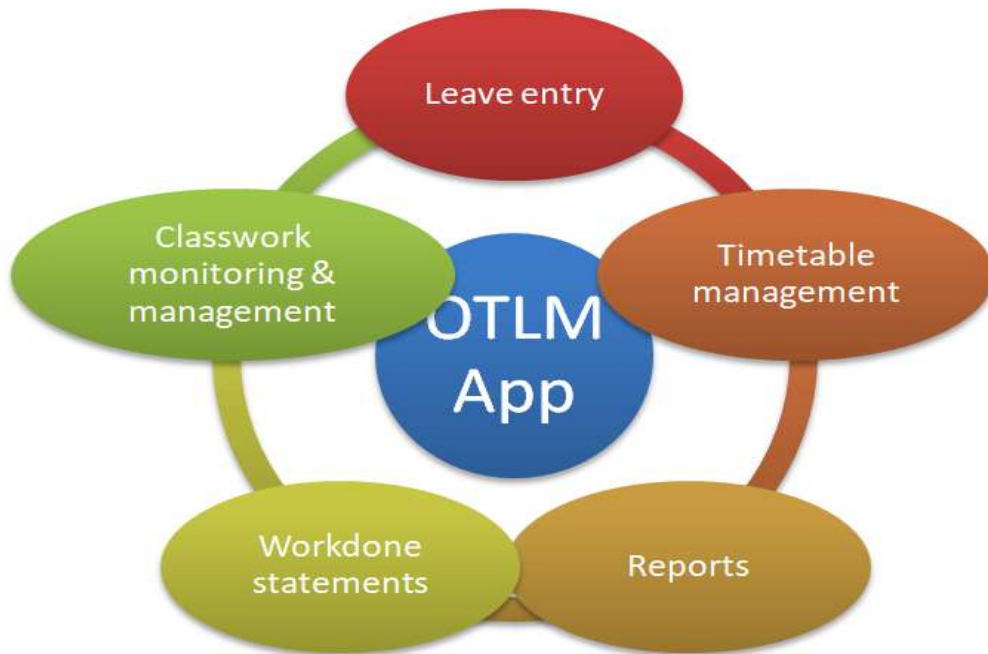 Leave entry
Classwork
monitoring &
management
Timetable
management
OTLM
App
Workdone
statements
Reports